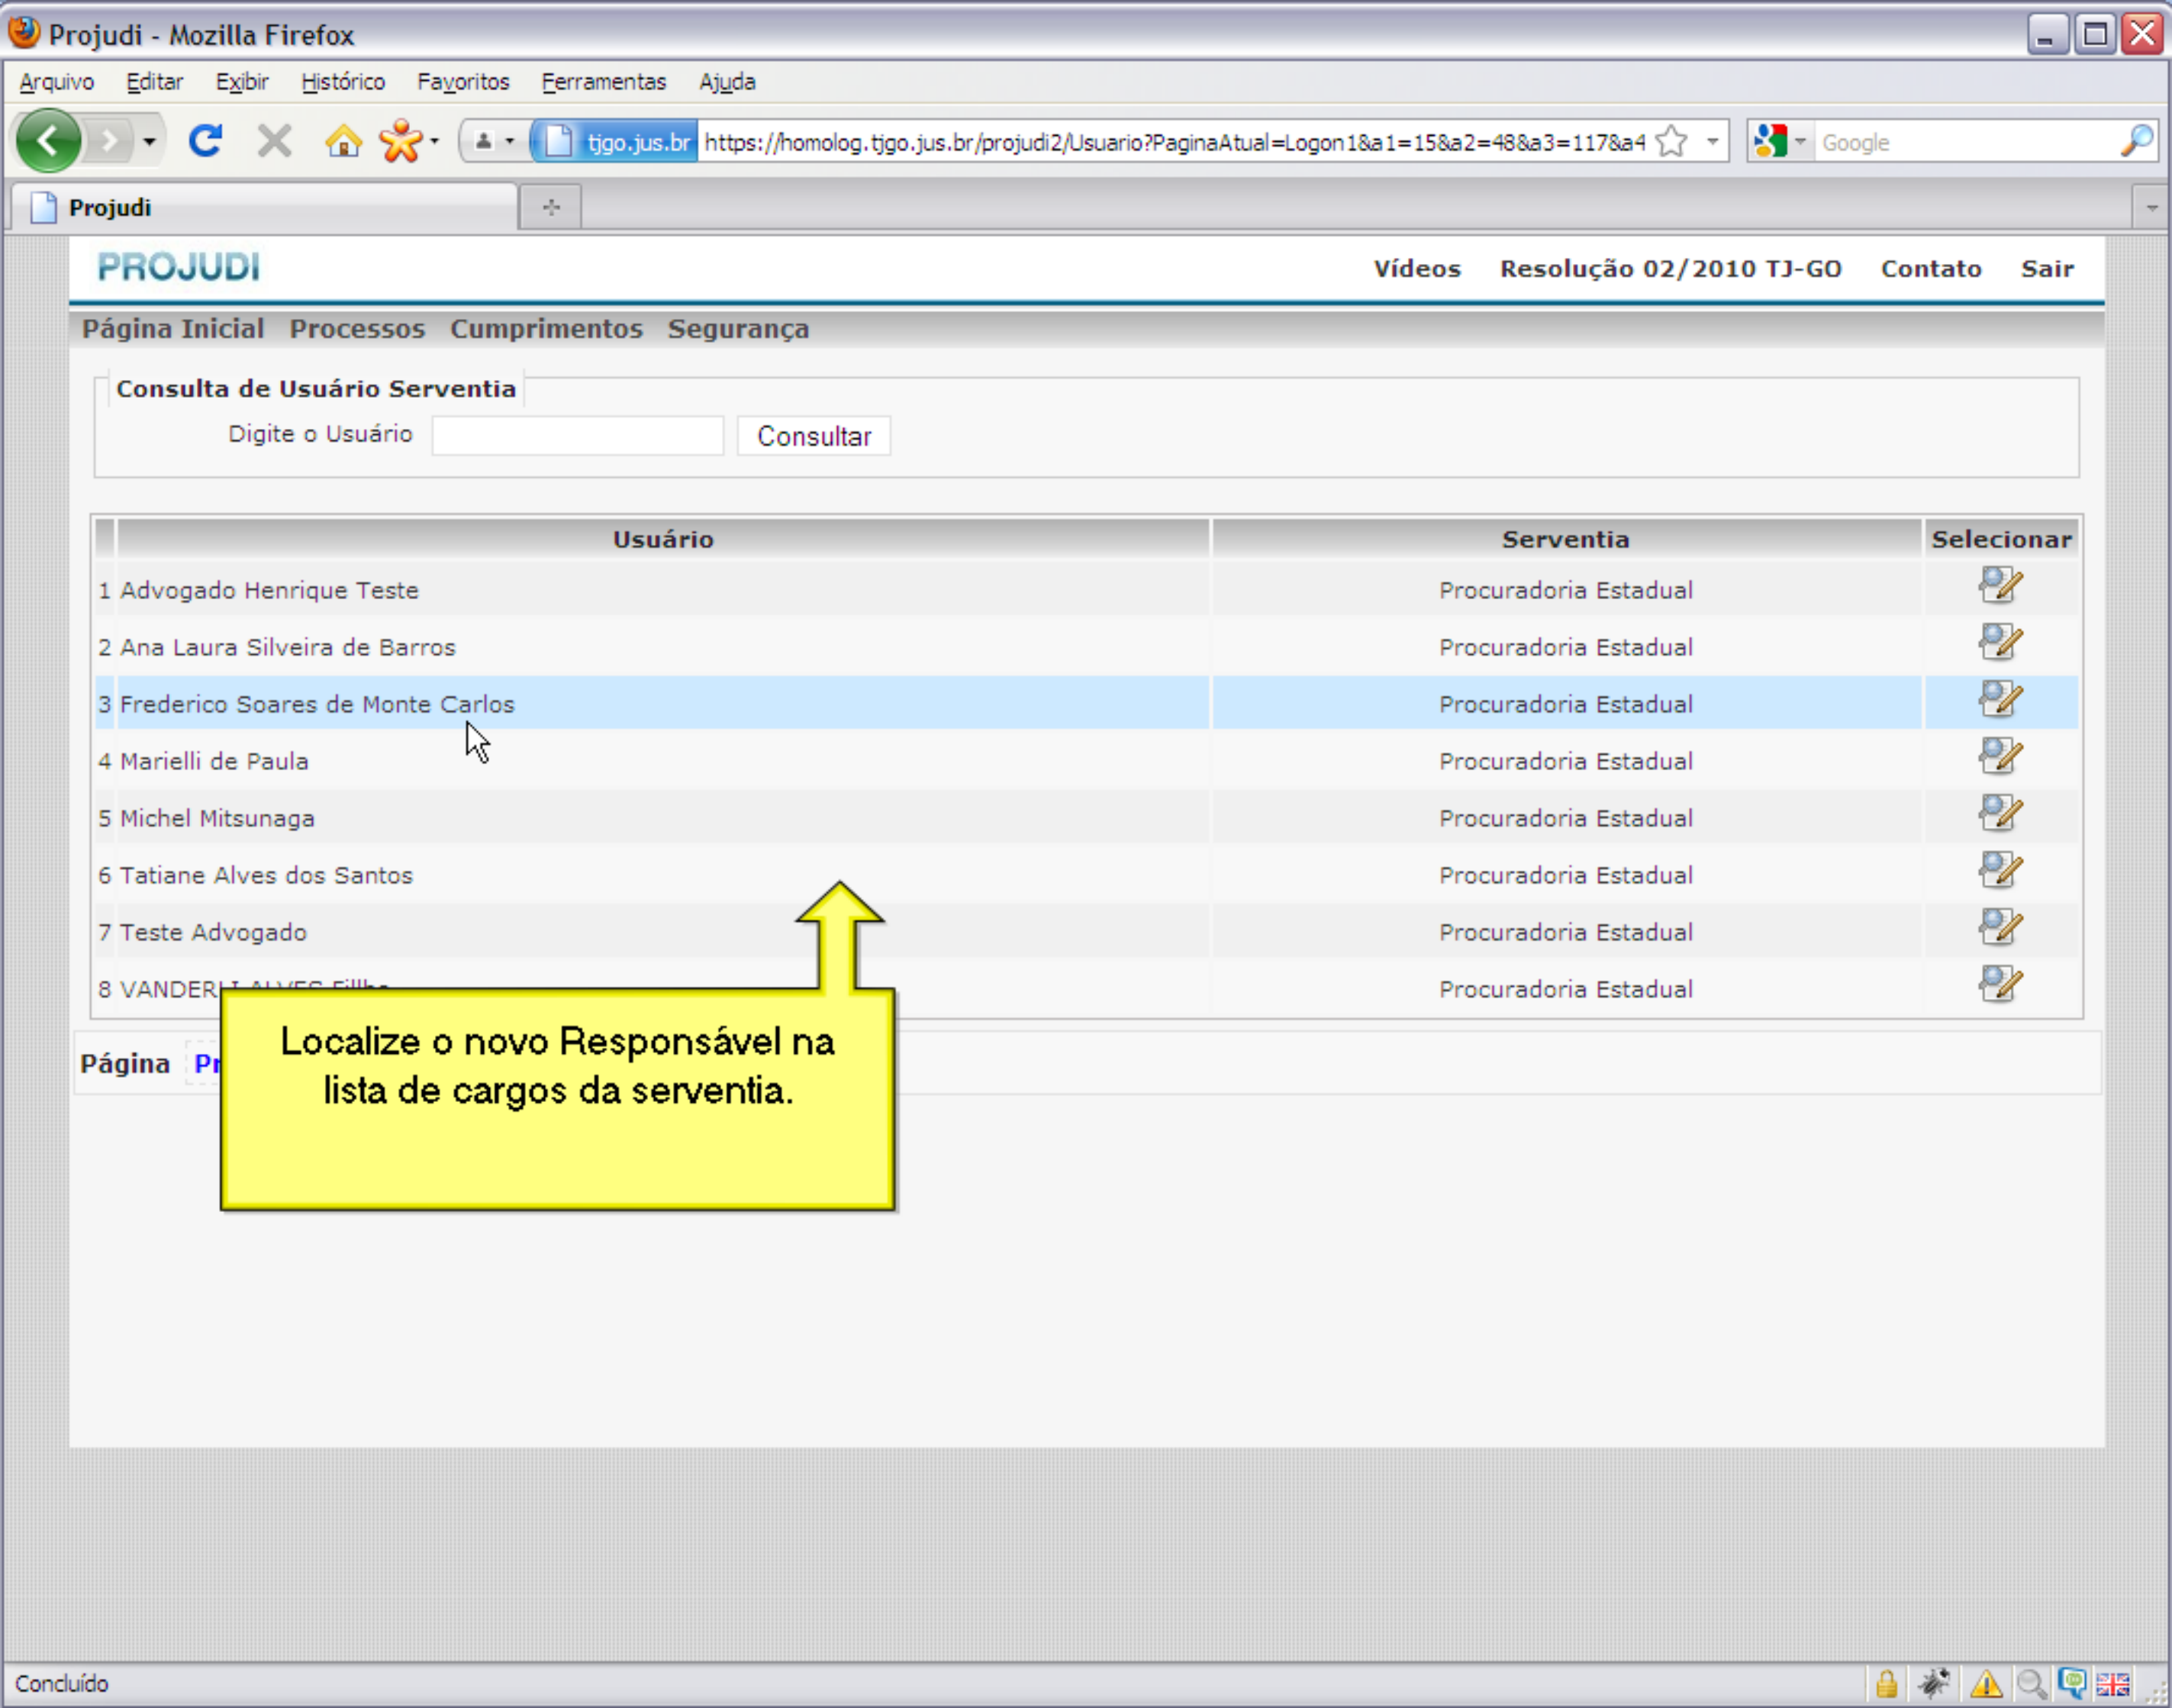 Projudi - Mozilla Firefox
Arquivo Editar Exibir Histórico Favoritos Ferramentas Ajuda
tjgo.jus.br https://homolog.tjgo.jus.br/projudi2/Usuario?PaginaAtual=Logon1&a1=15&a2=48&a3=117&a4 Google
Projudi
PROJUDI Vídeos Resolução 02/2010 TJ-GO Contato Sair
Página Inicial Processos Cumprimentos Segurança
Consulta de Usuário Serventia
Digite o Usuário Consultar
Usuário Serventia Selecionar
1 Advogado Henrique Teste Procuradoria Estadual
2 Ana Laura Silveira de Barros Procuradoria Estadual
3 Frederico Soares de Monte Carlos Procuradoria Estadual
4 Marielli de Paula Procuradoria Estadual
5 Michel Mitsunaga Procuradoria Estadual
6 Tatiane Alves dos Santos Procuradoria Estadual
7 Teste Advogado Procuradoria Estadual
8 VANDERLI ALVES Procuradoria Estadual
Página
Localize o novo Responsável na
lista de cargos da serventia.
Concluído